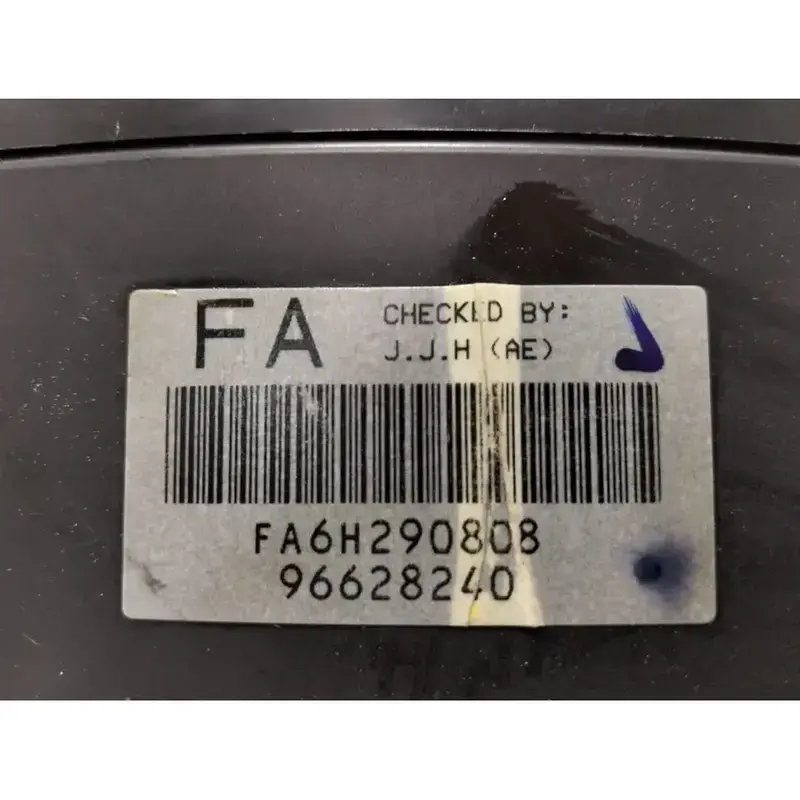 FA
CHECKED BY:
J.J.H (AE)
FA6H290808
96628240